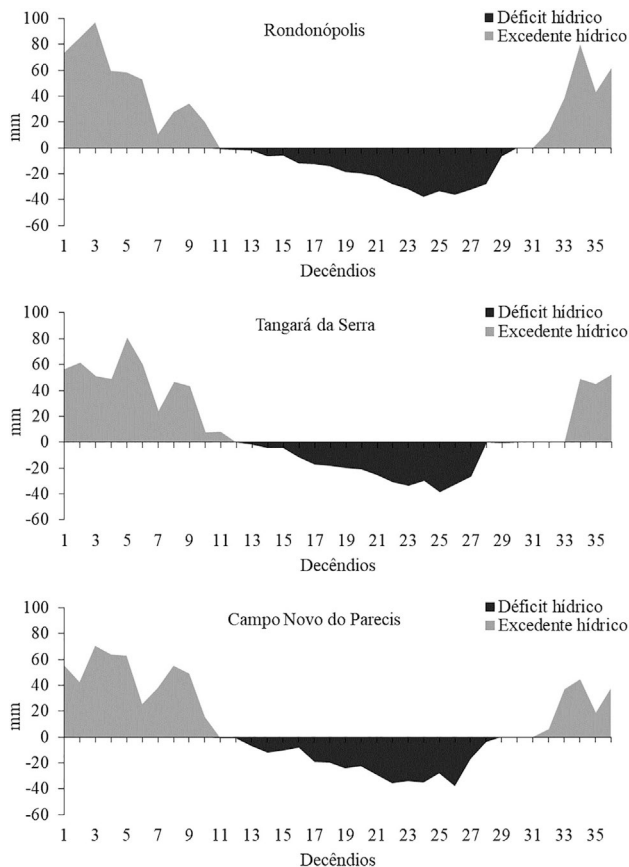 100
80
60
40
20
0
-20
-40
-60
mm
Rondonópolis
Déficit hídrico
Excedente hídrico
1 3 5 7 9 11 13 15 17 19 21 23 25 27 29 31 33 35
Decêndios
100
80
60
40
20
0
-20
-40
-60
mm
Tangará da Serra
Déficit hídrico
Excedente hídrico
1 3 5 7 9 11 13 15 17 19 21 23 25 27 29 31 33 35
Decêndios
100
80
60
40
20
0
-20
-40
-60
mm
Campo Novo do Parecis
Déficit hídrico
Excedente hídrico
1 3 5 7 9 11 13 15 17 19 21 23 25 27 29 31 33 35
Decêndios